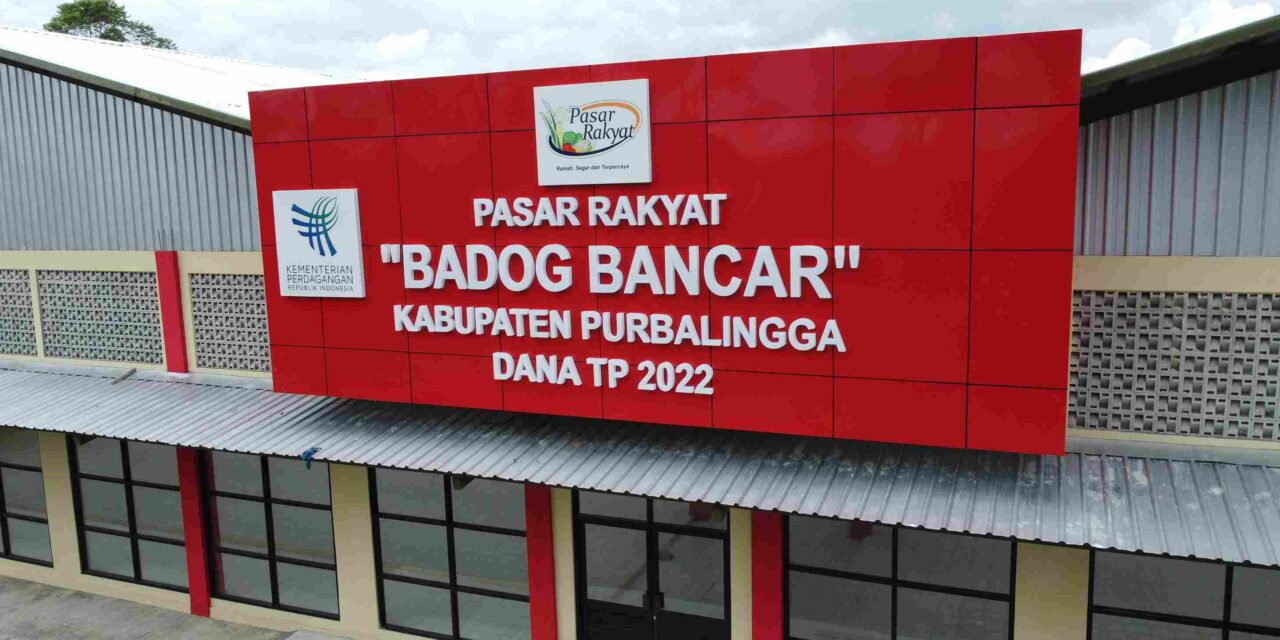 Pasar
Rakyat
Ramah, Segar dan Terpercaya
KEMENTERIAN
PERDAGANGAN
REPUBLIK INDONESIA
PASAR RAKYAT
"BADOG BANCAR"
KABUPATEN PURBALINGGA
DANA TP 2022